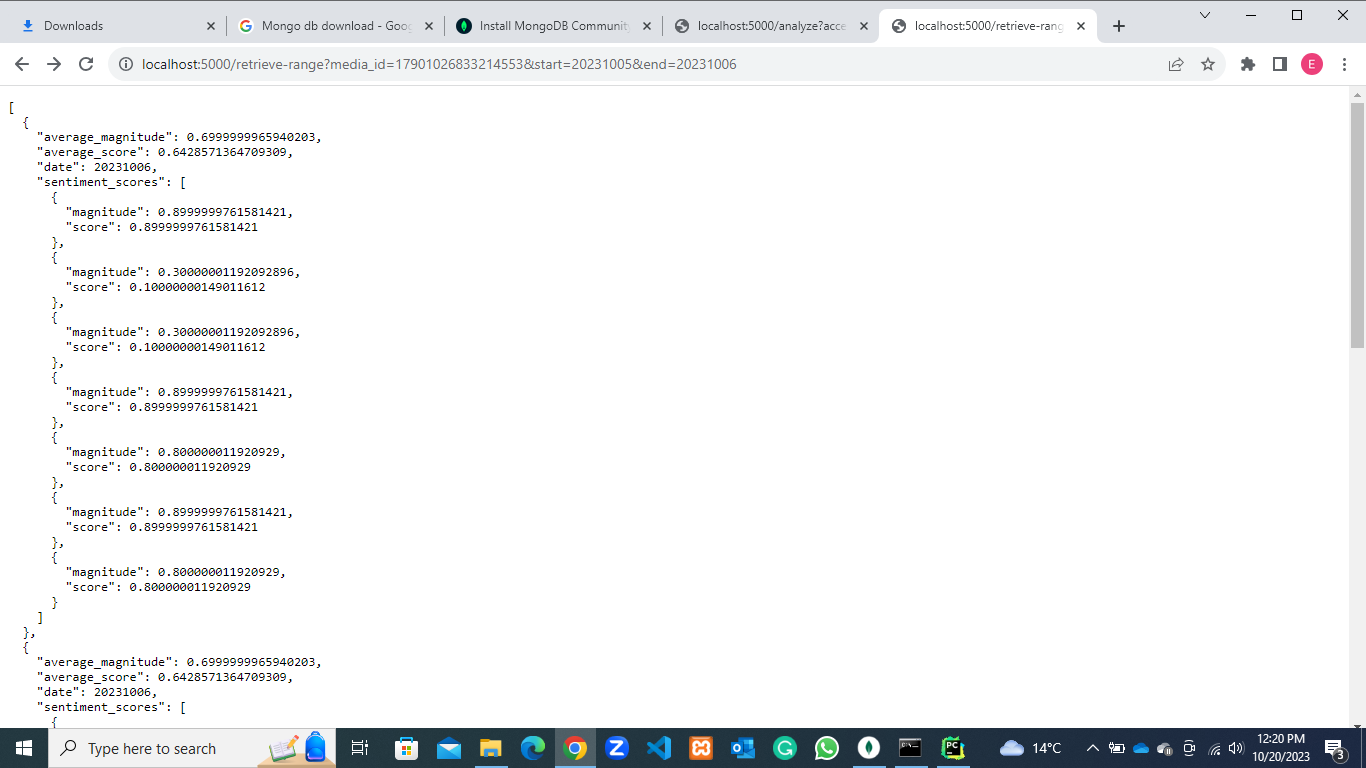 Downloads
Mongo db download - Goog
Install MongoDB Community
localhost:5000/analyze?acce
localhost:5000/retrieve-rang
localhost:5000/retrieve-range?media_id=17901026833214553&start=20231005&end=20231006
E
[
{
"average_magnitude": 0.6999999965940203,
"average_score": 0.6428571364709309,
"date": 20231006,
"sentiment_scores": [
{
"magnitude": 0.8999999761581421,
"score": 0.8999999761581421
},
{
"magnitude": 0.30000001192092896,
"score": 0.10000000149011612
},
{
"magnitude": 0.30000001192092896,
"score": 0.10000000149011612
},
{
"magnitude": 0.8999999761581421,
"score": 0.8999999761581421
},
{
"magnitude": 0.800000011920929,
"score": 0.800000011920929
},
{
"magnitude": 0.8999999761581421,
"score": 0.8999999761581421
},
{
"magnitude": 0.800000011920929,
"score": 0.800000011920929
}
]
},
{
"average_magnitude": 0.6999999965940203,
"average_score": 0.6428571364709309,
"date": 20231006,
"sentiment_scores": [
{
Type here to search
14°C
12:20 PM
10/20/2023
3